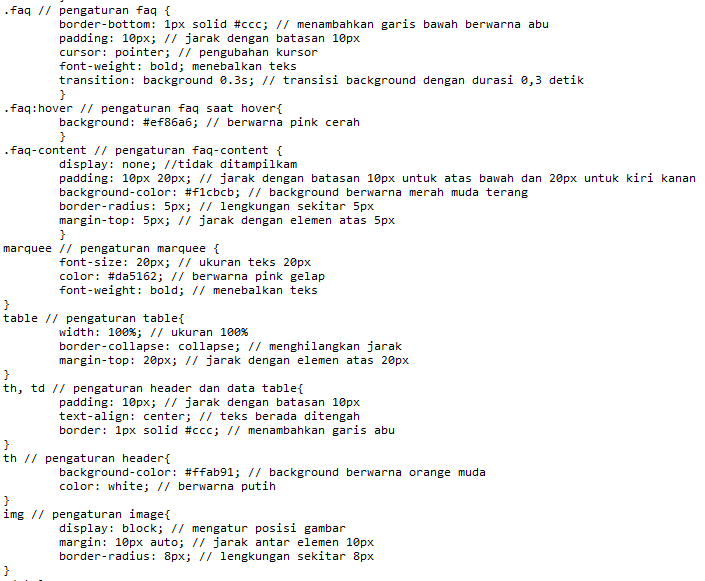 .faq // pengaturan faq {
border-bottom: 1px solid #ccc; // menambahkan garis bawah berwarna abu
padding: 10px; // jarak dengan batasan 10px
cursor: pointer; // pengubahan kursor
font-weight: bold; menebalkan teks
transition: background 0.3s; // transisi background dengan durasi 0,3 detik
}
.faq:hover // pengaturan faq saat hover{
background: #ef86a6; // berwarna pink cerah
}
.faq-content // pengaturan faq-content {
display: none; //tidak ditampilkam
padding: 10px 20px; // jarak dengan batasan 10px untuk atas bawah dan 20px untuk kiri kanan
background-color: #f1cbcb; // background berwarna merah muda terang
border-radius: 5px; // lengkungan sekitar 5px
margin-top: 5px; // jarak dengan elemen atas 5px
}
marquee // pengaturan marquee {
font-size: 20px; // ukuran teks 20px
color: #da5162; // berwarna pink gelap
font-weight: bold; // menebalkan teks
}
table // pengaturan table{
width: 100%; // ukuran 100%
border-collapse: collapse; // menghilangkan jarak
margin-top: 20px; // jarak dengan elemen atas 20px
}
th, td // pengaturan header dan data table{
padding: 10px; // jarak dengan batasan 10px
text-align: center; // teks berada ditengah
border: 1px solid #ccc; // menambahkan garis abu
}
th // pengaturan header{
background-color: #ffab91; // background berwarna orange muda
color: white; // berwarna putih
}
img // pengaturan image{
display: block; // mengatur posisi gambar
margin: 10px auto; // jarak antar elemen 10px
border-radius: 8px; // lengkungan sekitar 8px
}